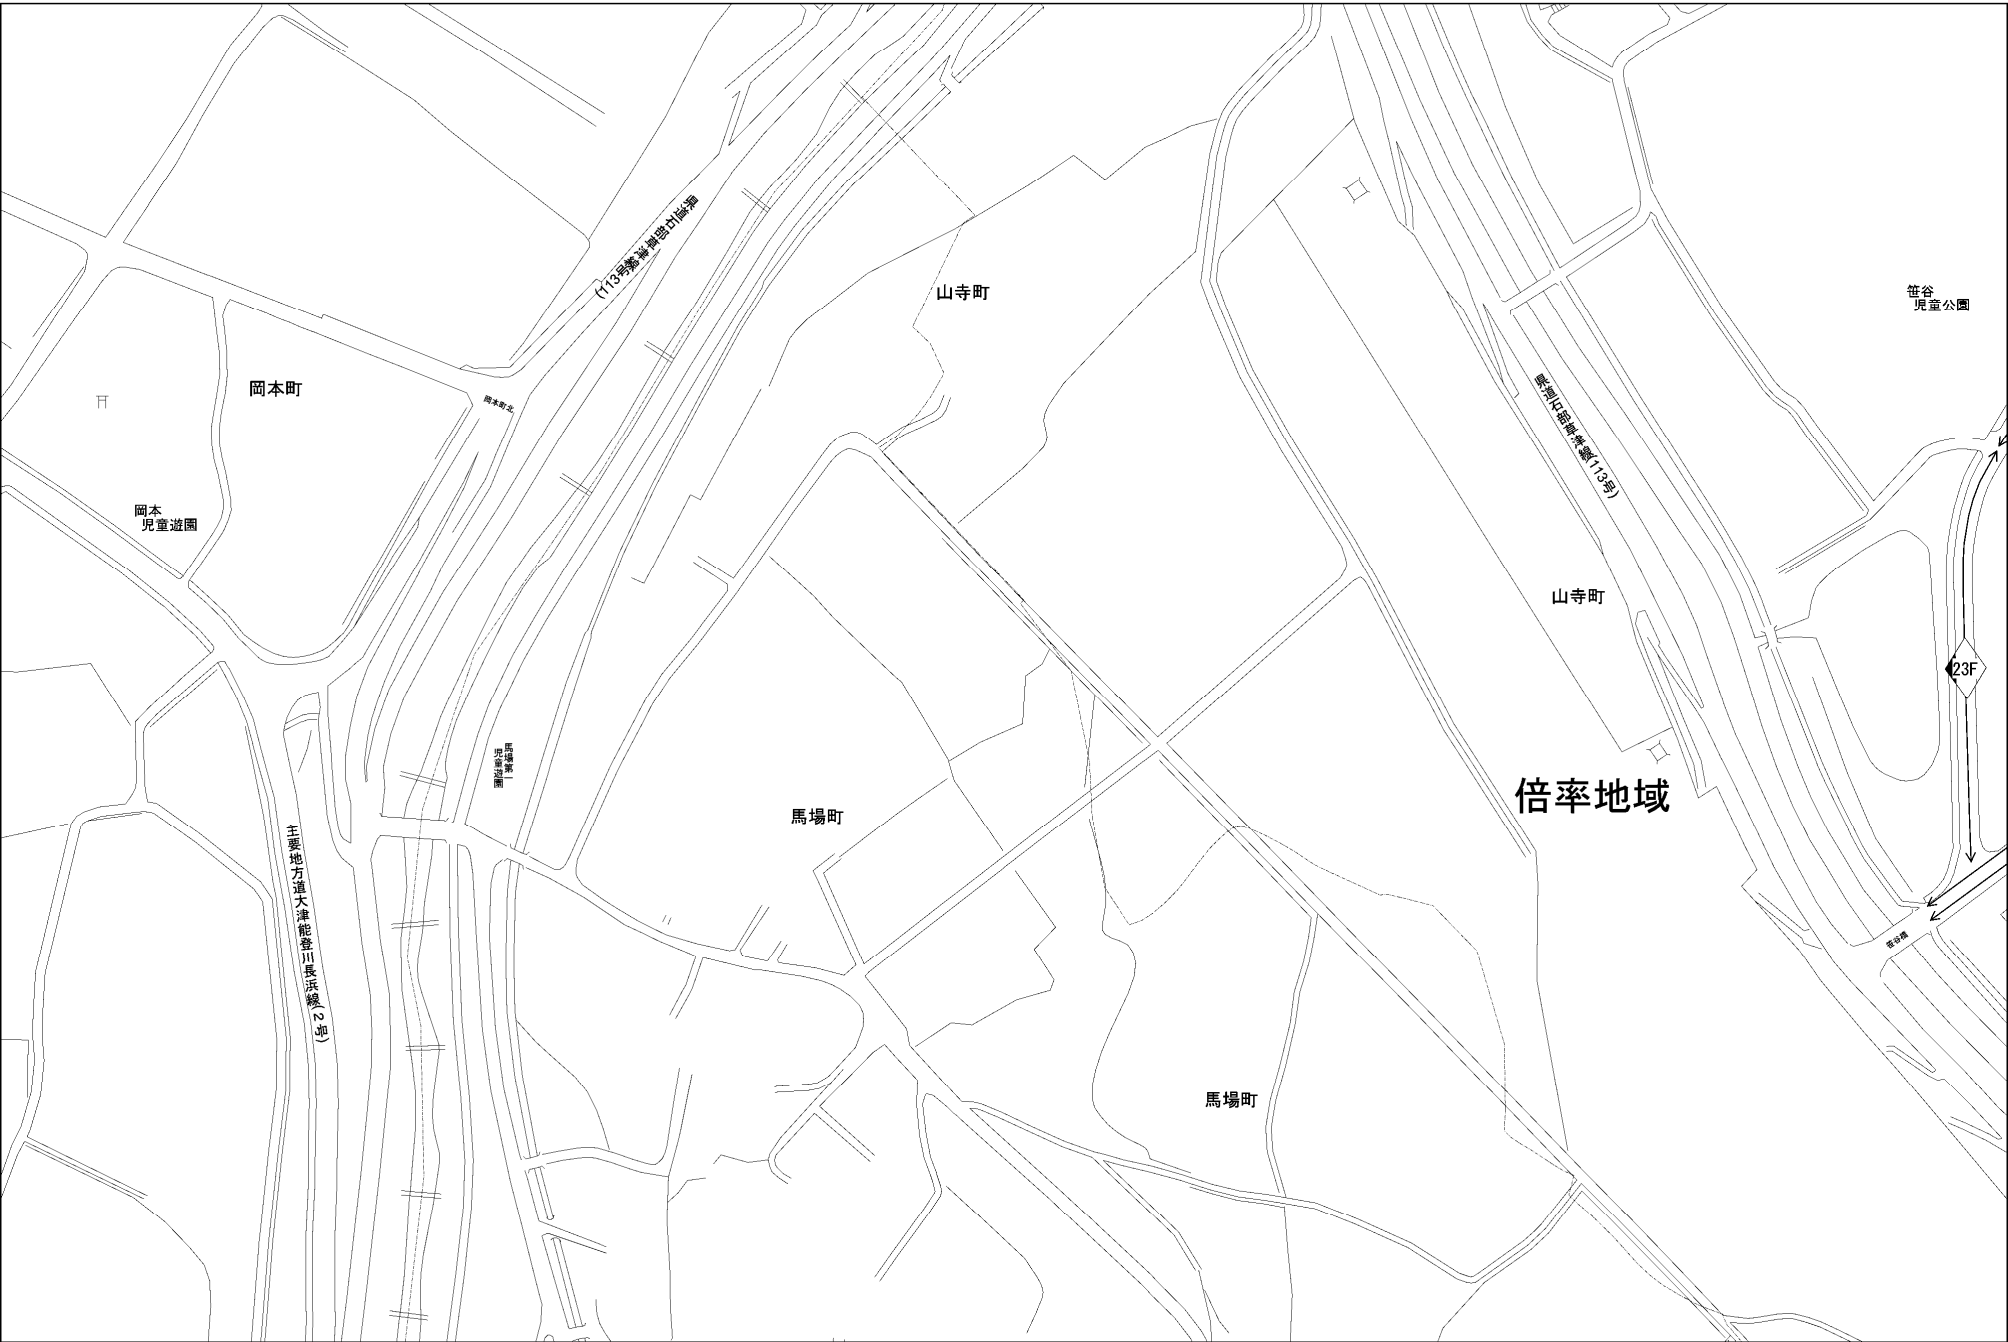 県道石部草津線
(113号)
山寺町
笹谷
児童公園
岡本町
岡本町北
県道石部草津線(113号)
岡本
児童遊園
山寺町
23F
馬場第一
児童遊園
倍率地域
馬場町
主要地方道大津能登川長浜線(2号)
笹谷橋
馬場町